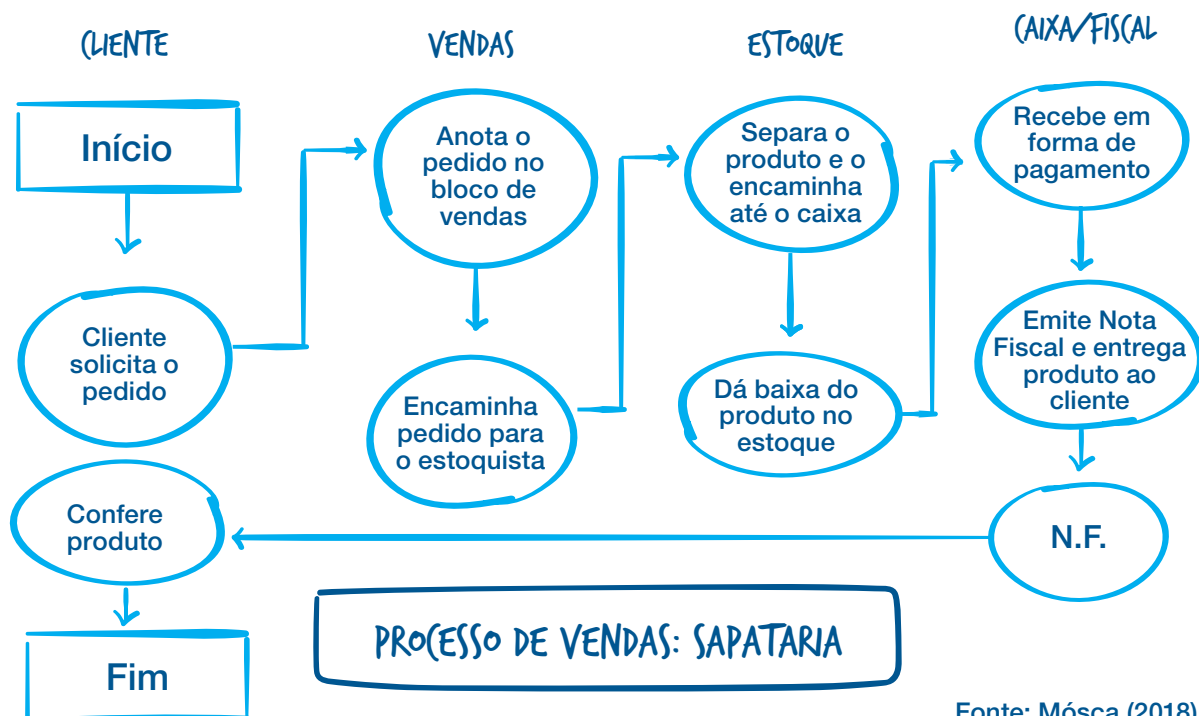 CLIENTE
VENDAS
ESTOQUE
CAIXA/FISCAL
Início
Cliente
solicita o
pedido
Anota o
pedido no
bloco de
vendas
Encaminha
pedido para
o estoquista
Separa o
produto e o
encaminha
até o caixa
Dá baixa do
produto no
estoque
Recebe em
forma de
pagamento
Emite Nota
Fiscal e entrega
produto ao
cliente
N.F.
Confere
produto
Fim
PROCESSO DE VENDAS: SAPATARIA
Fonte: Mósca (2018)